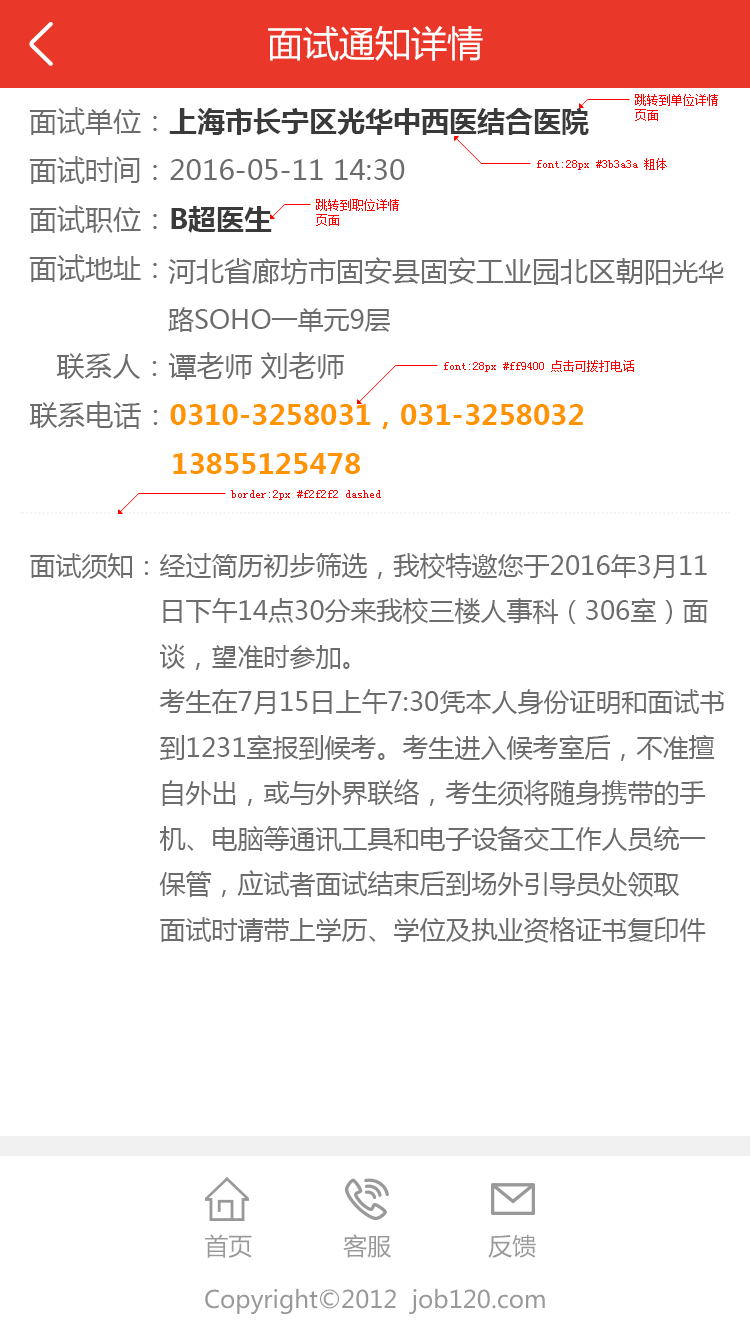 面试通知详情
跳转到单位详情
页面
面试单位：上海市长宁区光华中西医结合医院
font:28px #3b3a3a 粗体
面试时间：2016-05-11 14:30
跳转到职位详情
页面
面试职位：B超医生
面试地址：河北省廊坊市固安县固安工业园北区朝阳光华
路SOHO一单元9层
联系人：谭老师 刘老师
font:28px #ff9400 点击可拨打电话
联系电话：0310-3258031，031-3258032
13855125478
border:2px #f2f2f2 dashed
面试须知：经过简历初步筛选，我校特邀您于2016年3月11
日下午14点30分来我校三楼人事科（306室）面
谈，望准时参加。
考生在7月15日上午7:30凭本人身份证明和面试书
到1231室报到候考。考生进入候考室后，不准擅
自外出，或与外界联络，考生须将随身携带的手
机、电脑等通讯工具和电子设备交工作人员统一
保管，应试者面试结束后到场外引导员处领取
面试时请带上学历、学位及执业资格证书复印件
首页 客服 反馈
Copyright©2012 job120.com